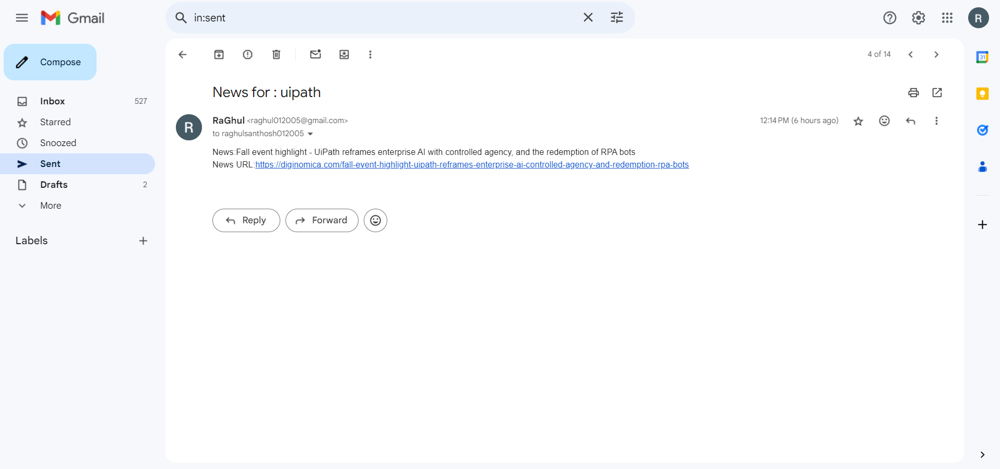 Gmail
in:sent
R
Compose
4 of 14
31
News for : uipath
Inbox 527
Starred
Snoozed
Sent
Drafts 2
More
Labels
R
RaGhul <raghul012005@gmail.com>
12:14 PM (6 hours ago)
to raghulsanthosh012005
News:Fall event highlight - UiPath reframes enterprise AI with controlled agency, and the redemption of RPA bots
News URL:https://diginomica.com/fall-event-highlight-uipath-reframes-enterprise-ai-controlled-agency-and-redemption-rpa-bots
Reply
Forward